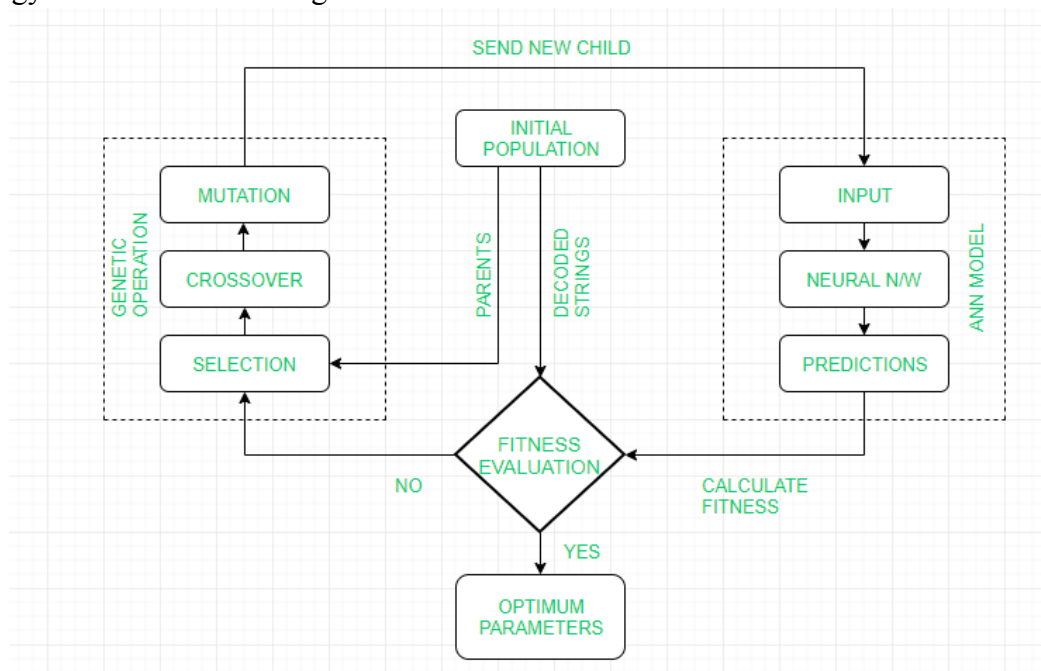 SEND NEW CHILD
INITIAL
POPULATION
MUTATION
CROSSOVER
SELECTION
GENETIC
OPERATION
PARENTS
DECODED
STRINGS
INPUT
NEURAL N/W
PREDICTIONS
ANN MODEL
FITNESS
EVALUATION
NO
CALCULATE
FITNESS
YES
OPTIMUM
PARAMETERS